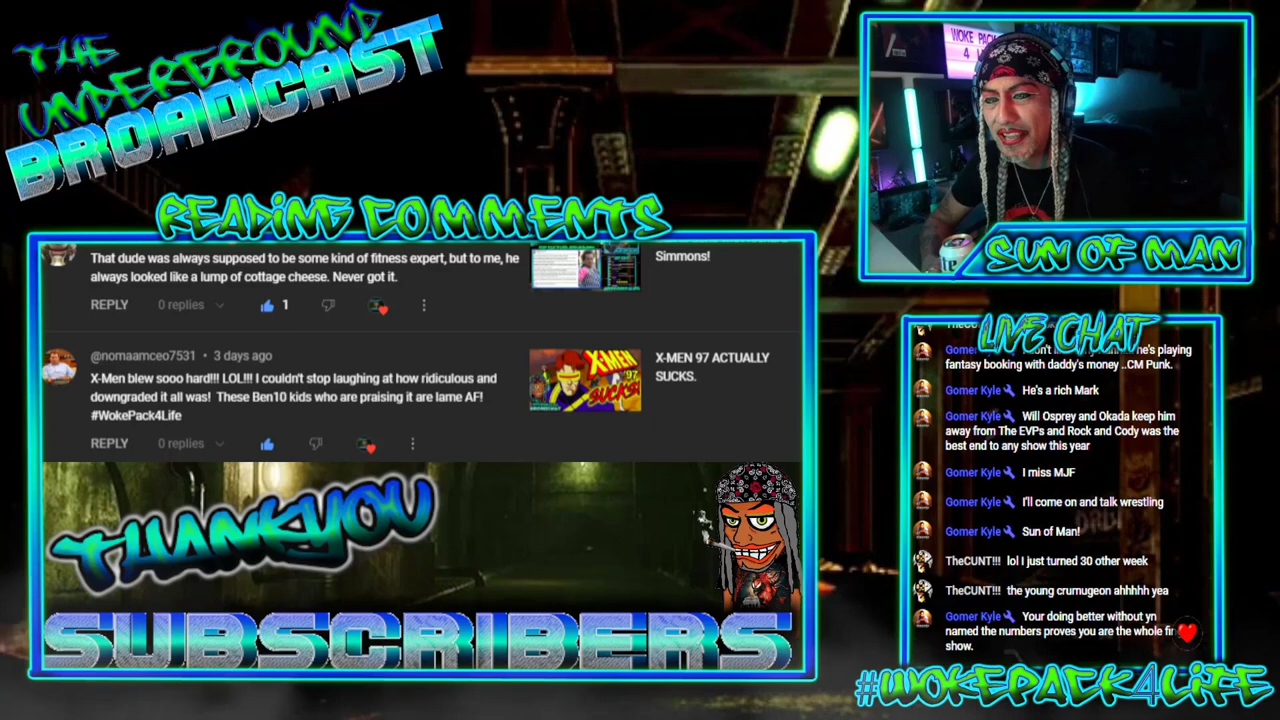 THE
UNDERGROUND
BROADCAST
WOKE PACK
4
READING COMMENTS
That dude was always supposed to be some kind of fitness expert, but to me, he
always looked like a lump of cottage cheese. Never got it.
REPLY 0 replies 1
Simmons!
@nomaamceo7531 • 3 days ago
X-Men blew sooo hard!!! LOL!!! I couldn't stop laughing at how ridiculous and
downgraded it all was! These Ben10 kids who are praising it are lame AF!
#WokePack4Life
REPLY 0 replies
X-MEN
'97
SUCKS!
X-MEN 97 ACTUALLY
SUCKS.
THANKYOU
SUBSCRIBERS
SUN OF MAN
LIVE CHAT
Gomer he's playing
fantasy booking with daddy's money ..CM Punk.
Gomer Kyle He's a rich Mark
Gomer Kyle Will Osprey and Okada keep him
away from The EVPs and Rock and Cody was the
best end to any show this year
Gomer Kyle I miss MJF
Gomer Kyle I'll come on and talk wrestling
Gomer Kyle Sun of Man!
TheCUNT!!! lol I just turned 30 other week
TheCUNT!!! the young crumugeon ahhhhh yea
Gomer Kyle Your doing better without yn
named the numbers proves you are the whole
show.
#WOKEPACK4LIFE